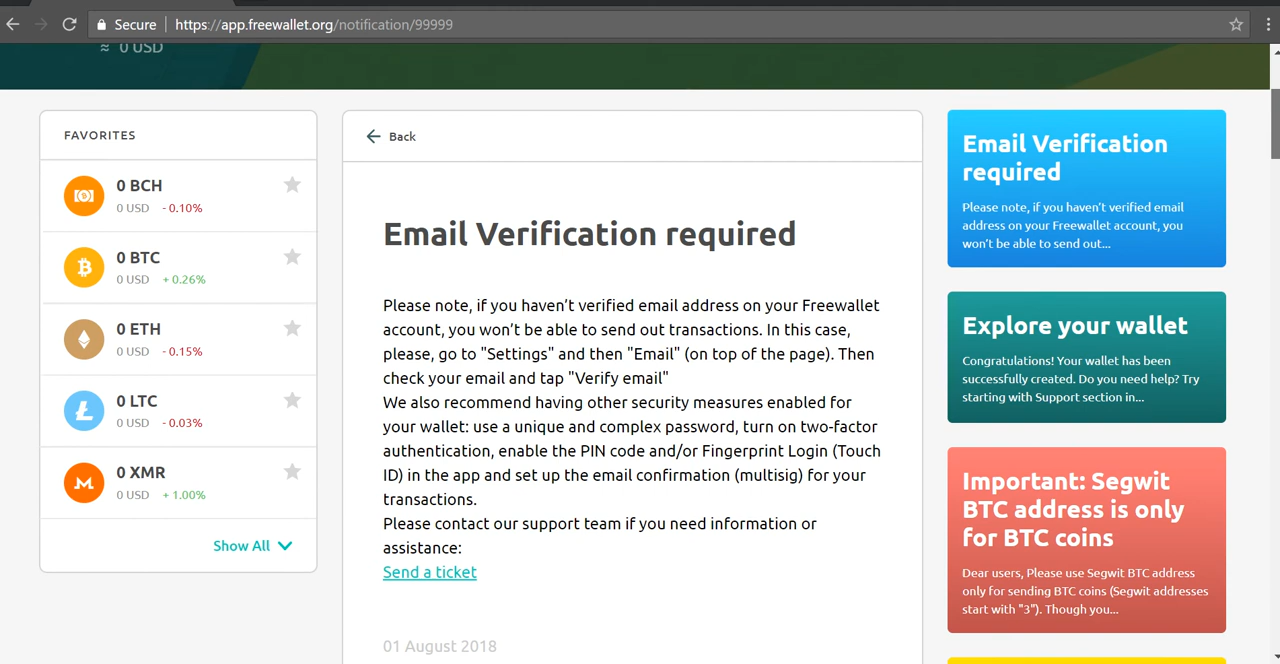 Secure
https://app.freewallet.org/notification/99999
≈ 0 USD
FAVORITES
0 BCH
0 USD - 0.10%
0 BTC
0 USD + 0.26%
0 ETH
0 USD - 0.15%
0 LTC
0 USD - 0.03%
0 XMR
0 USD + 1.00%
Show All
Back
Email Verification required
Please note, if you haven’t verified email address on your Freewallet
account, you won’t be able to send out transactions. In this case,
please, go to "Settings" and then "Email" (on top of the page). Then
check your email and tap "Verify email"
We also recommend having other security measures enabled for
your wallet: use a unique and complex password, turn on two-factor
authentication, enable the PIN code and/or Fingerprint Login (Touch
ID) in the app and set up the email confirmation (multisig) for your
transactions.
Please contact our support team if you need information or
assistance:
Send a ticket
01 August 2018
Email Verification
required
Please note, if you haven’t verified email
address on your Freewallet account, you
won’t be able to send out...
Explore your wallet
Congratulations! Your wallet has been
successfully created. Do you need help? Try
starting with Support section in...
Important: Segwit
BTC address is only
for BTC coins
Dear users, Please use Segwit BTC address
only for sending BTC coins (Segwit addresses
start with "3"). Though you...